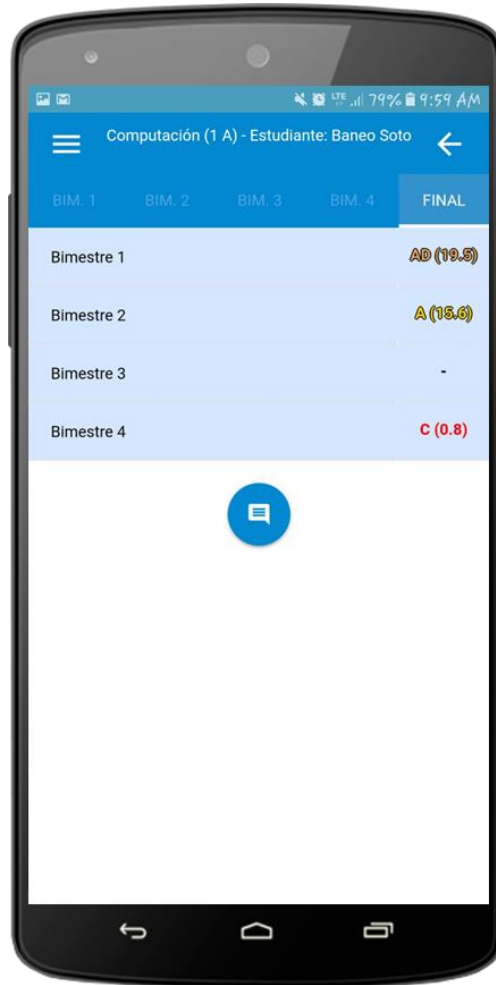 LTE 79% 9:59 AM
Computación (1 A) - Estudiante: Baneo Soto
BIM. 1 BIM. 2 BIM. 3 BIM. 4 FINAL
Bimestre 1 AD (19.5)
Bimestre 2 A (15.6)
Bimestre 3 -
Bimestre 4 C (0.8)